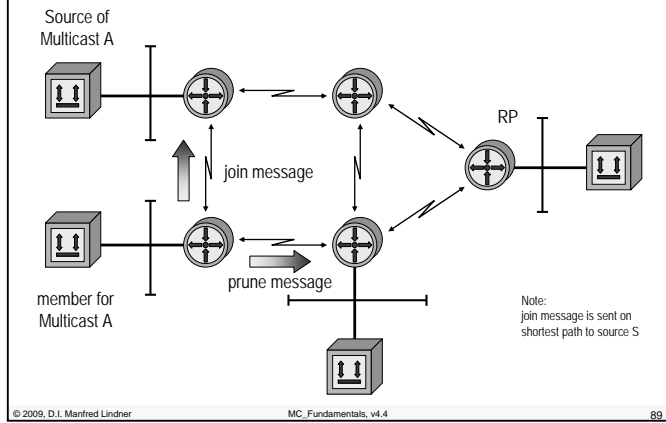 Source of
Multicast A
RP
join message
prune message
member for
Multicast A
Note:
join message is sent on
shortest path to source S
© 2009, D.I. Manfred Lindner
MC_Fundamentals, v4.4
89